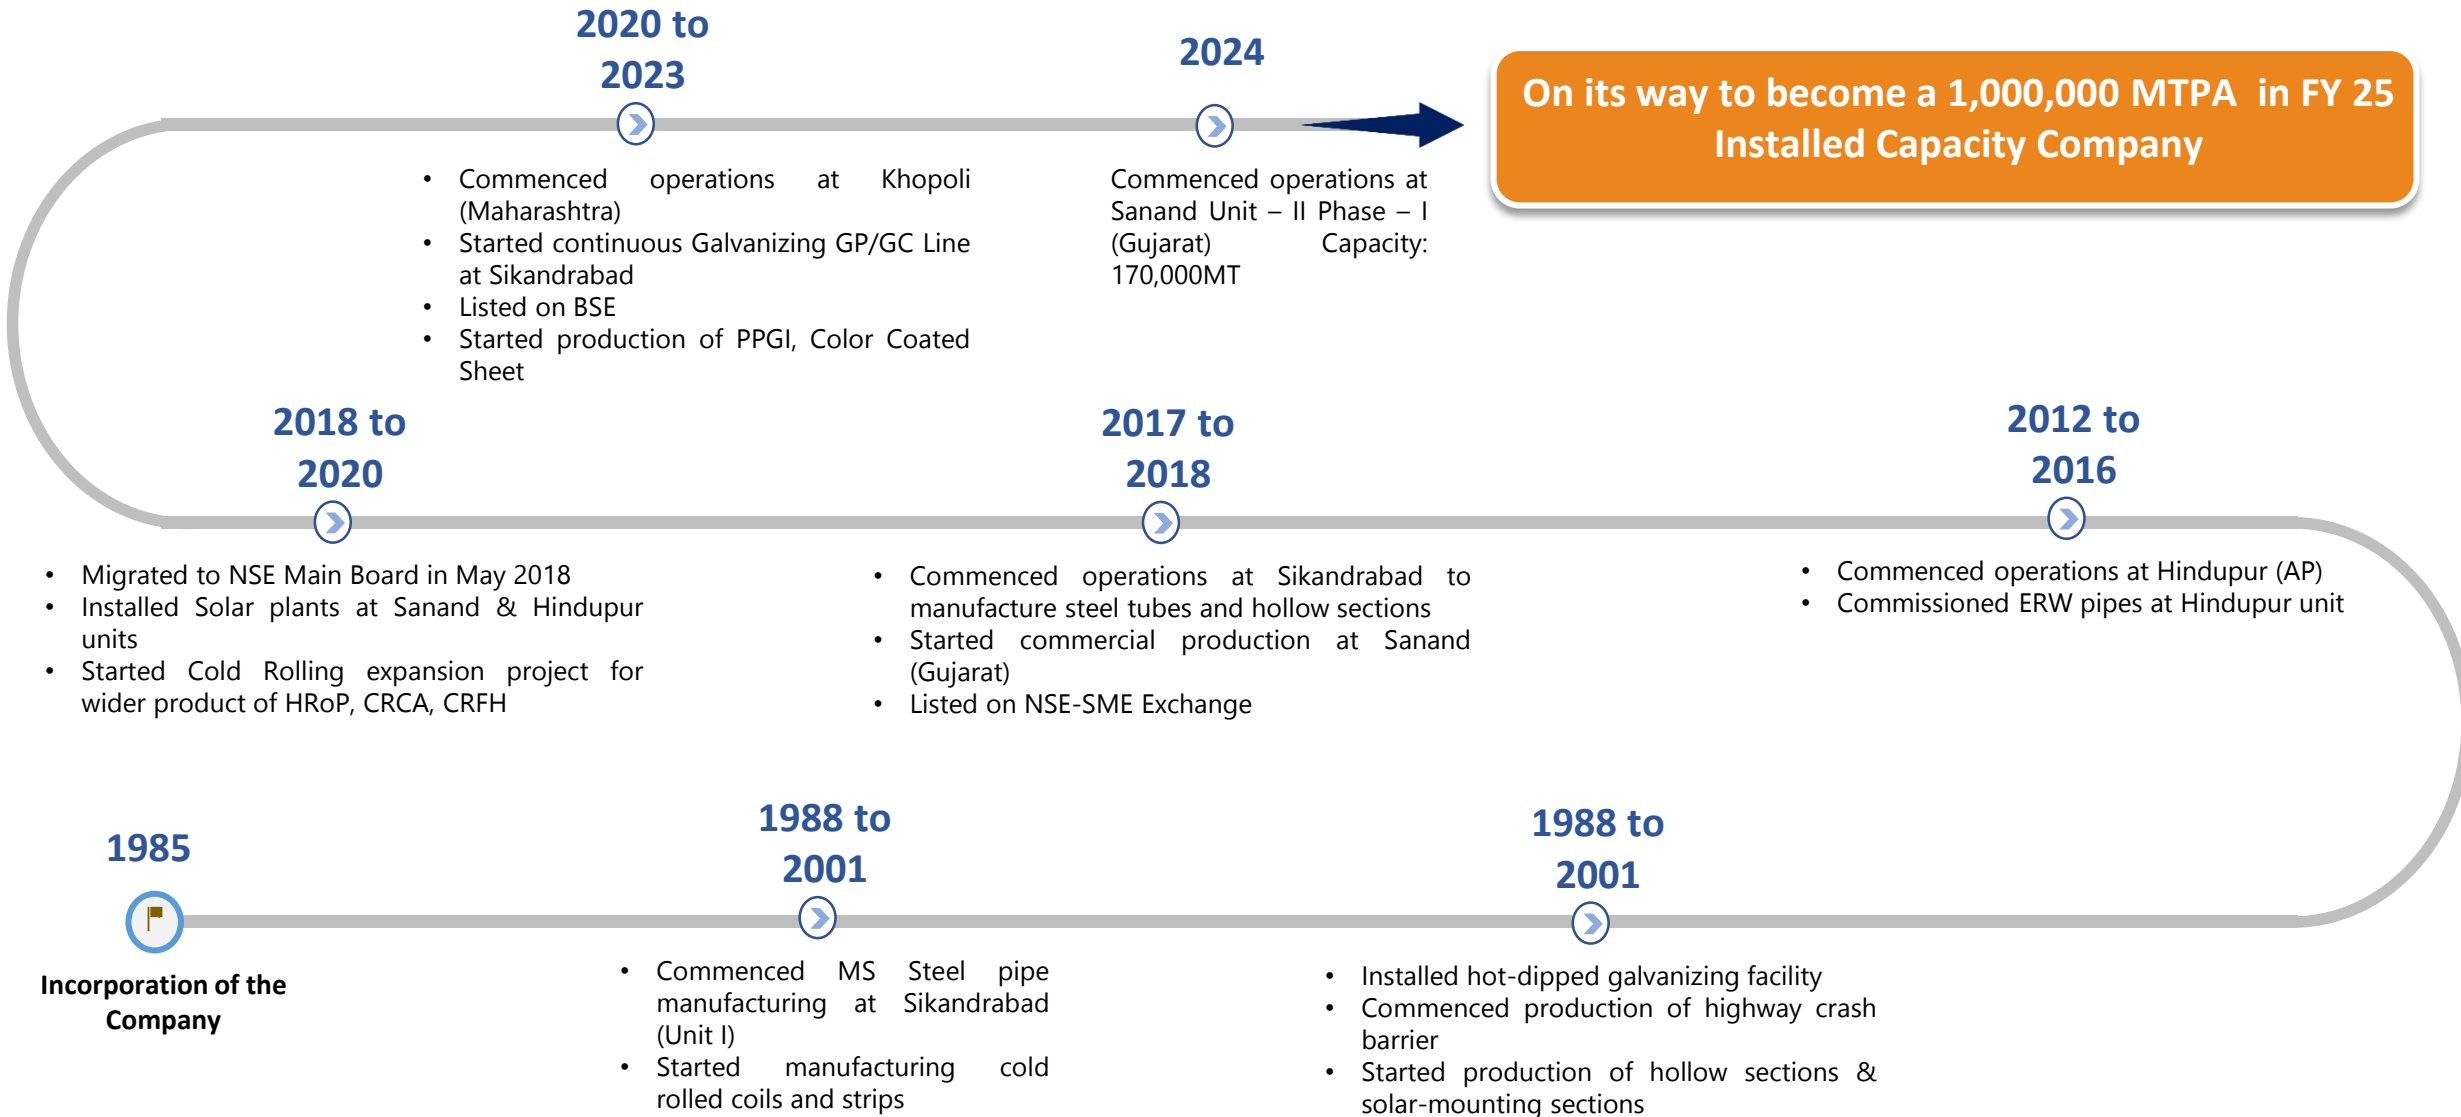 2020 to
2023
2024
On its way to become a 1,000,000 MTPA in FY 25
Installed Capacity Company
• Commenced operations at Khopoli
(Maharashtra)
• Started continuous Galvanizing GP/GC Line
at Sikandrabad
• Listed on BSE
• Started production of PPGI, Color Coated
Sheet
Commenced operations at
Sanand Unit – II Phase – I
(Gujarat) Capacity:
170,000MT
2018 to
2020
2017 to
2018
2012 to
2016
• Migrated to NSE Main Board in May 2018
• Installed Solar plants at Sanand & Hindupur
units
• Started Cold Rolling expansion project for
wider product of HRoP, CRCA, CRFH
• Commenced operations at Sikandrabad to
manufacture steel tubes and hollow sections
• Started commercial production at Sanand
(Gujarat)
• Listed on NSE-SME Exchange
• Commenced operations at Hindupur (AP)
• Commissioned ERW pipes at Hindupur unit
1985
1988 to
2001
1988 to
2001
Incorporation of the
Company
• Commenced MS Steel pipe
manufacturing at Sikandrabad
(Unit I)
• Started manufacturing cold
rolled coils and strips
• Installed hot-dipped galvanizing facility
• Commenced production of highway crash
barrier
• Started production of hollow sections &
solar-mounting sections